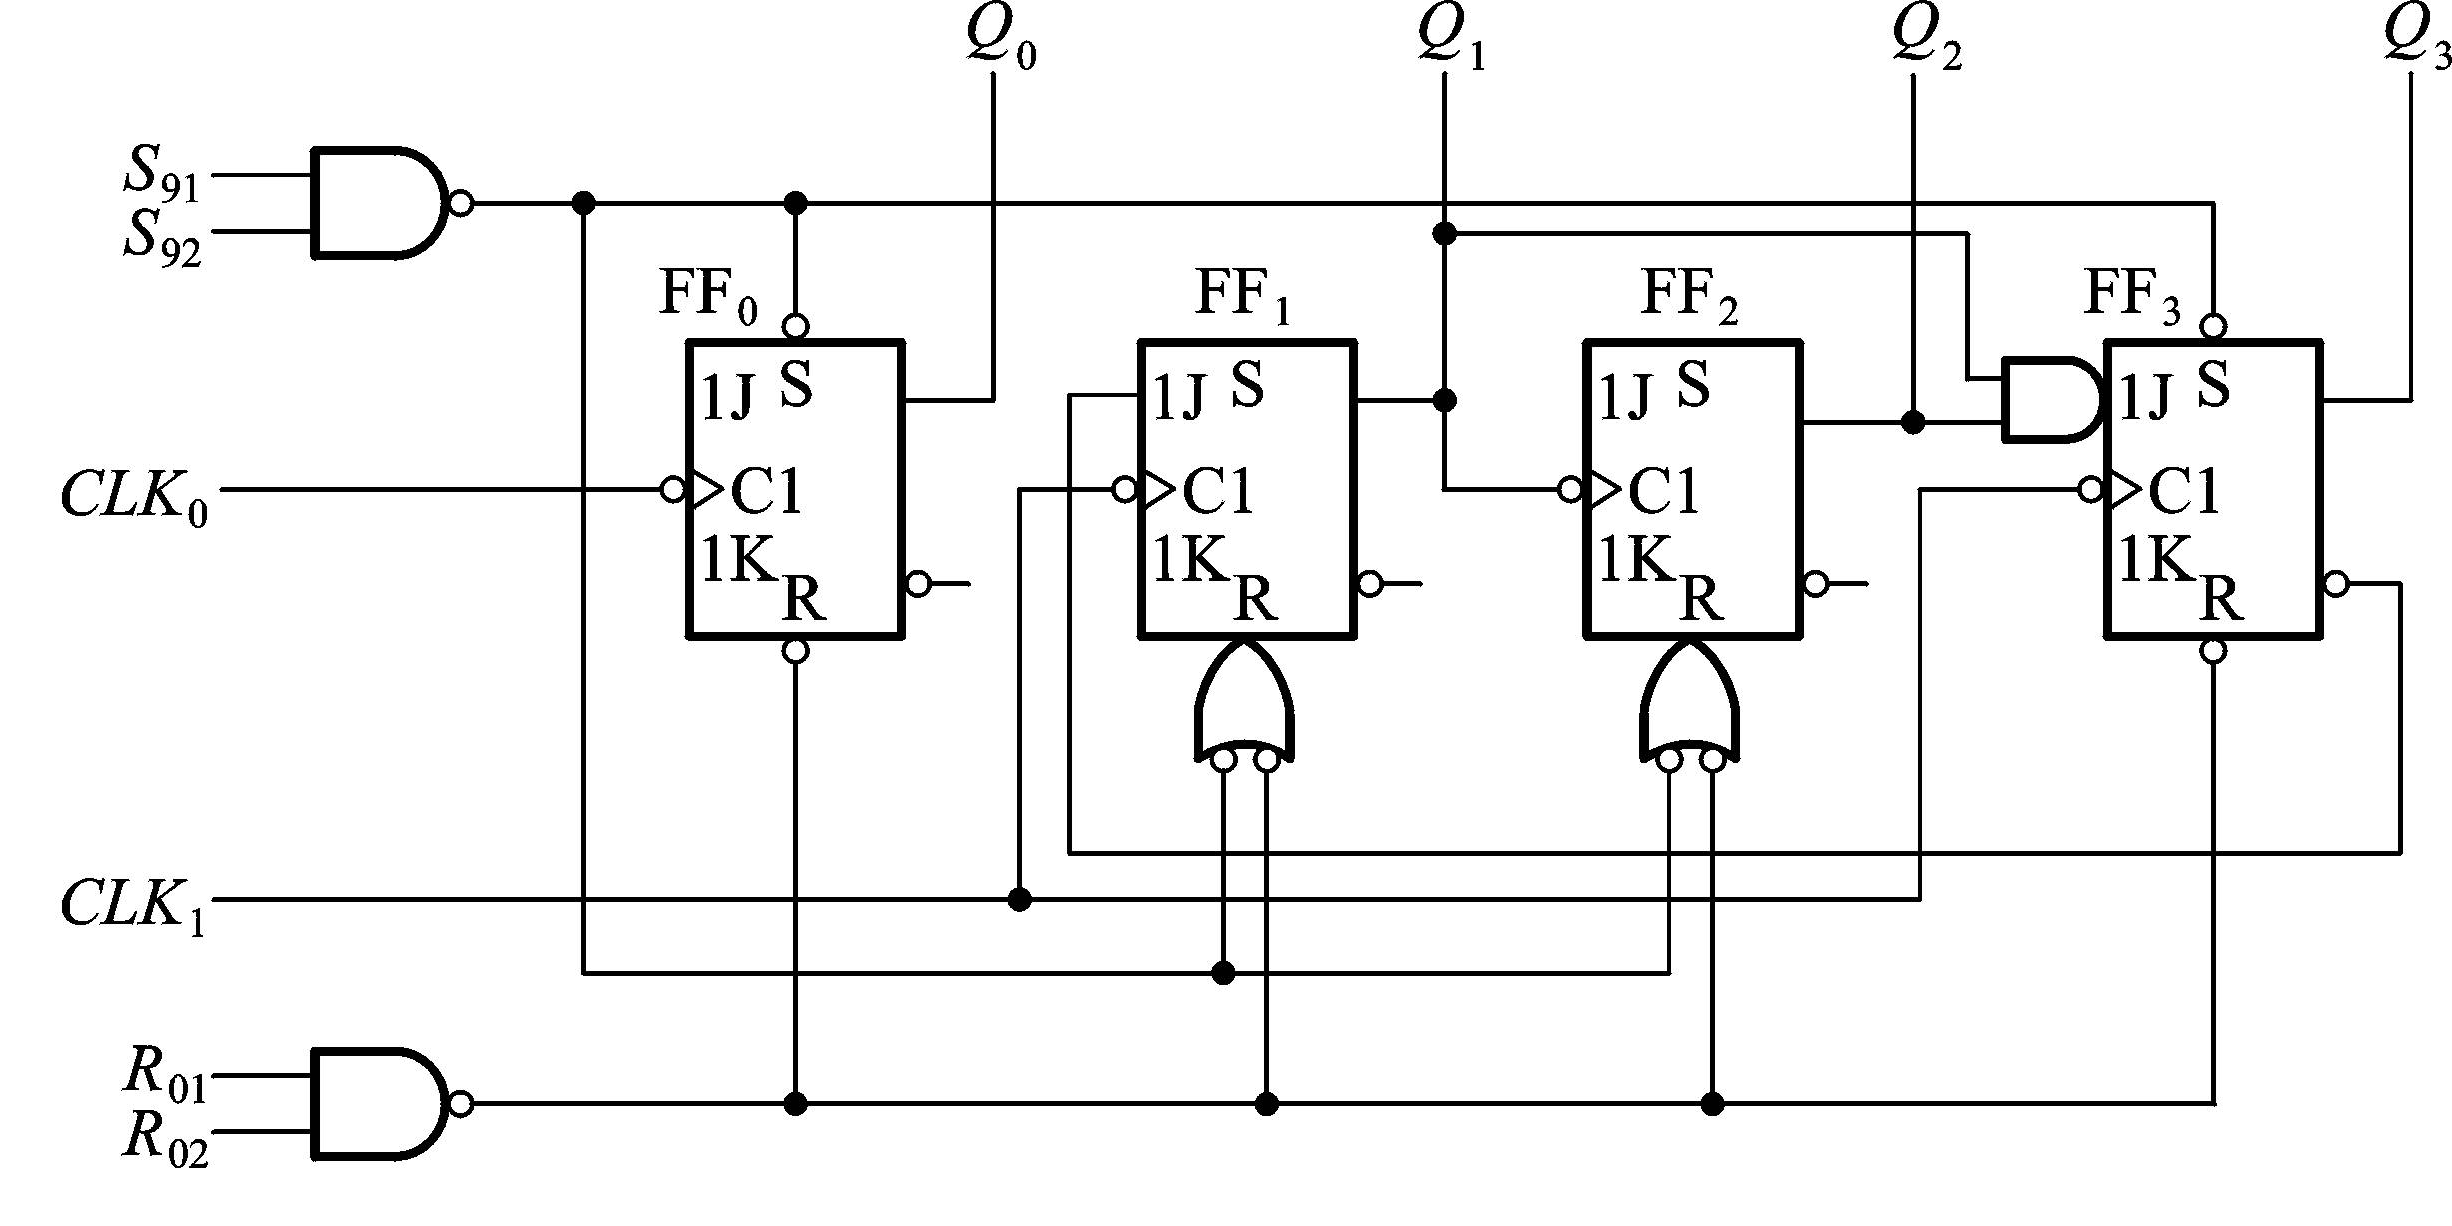 Q0 Q1 Q2 Q3
S91
S92
FF0 FF1 FF2 FF3
1J S 1J S 1J S 1J S
CLK0 C1 C1 C1 C1
1K 1K 1K 1K
R R R R
CLK1
R01
R02